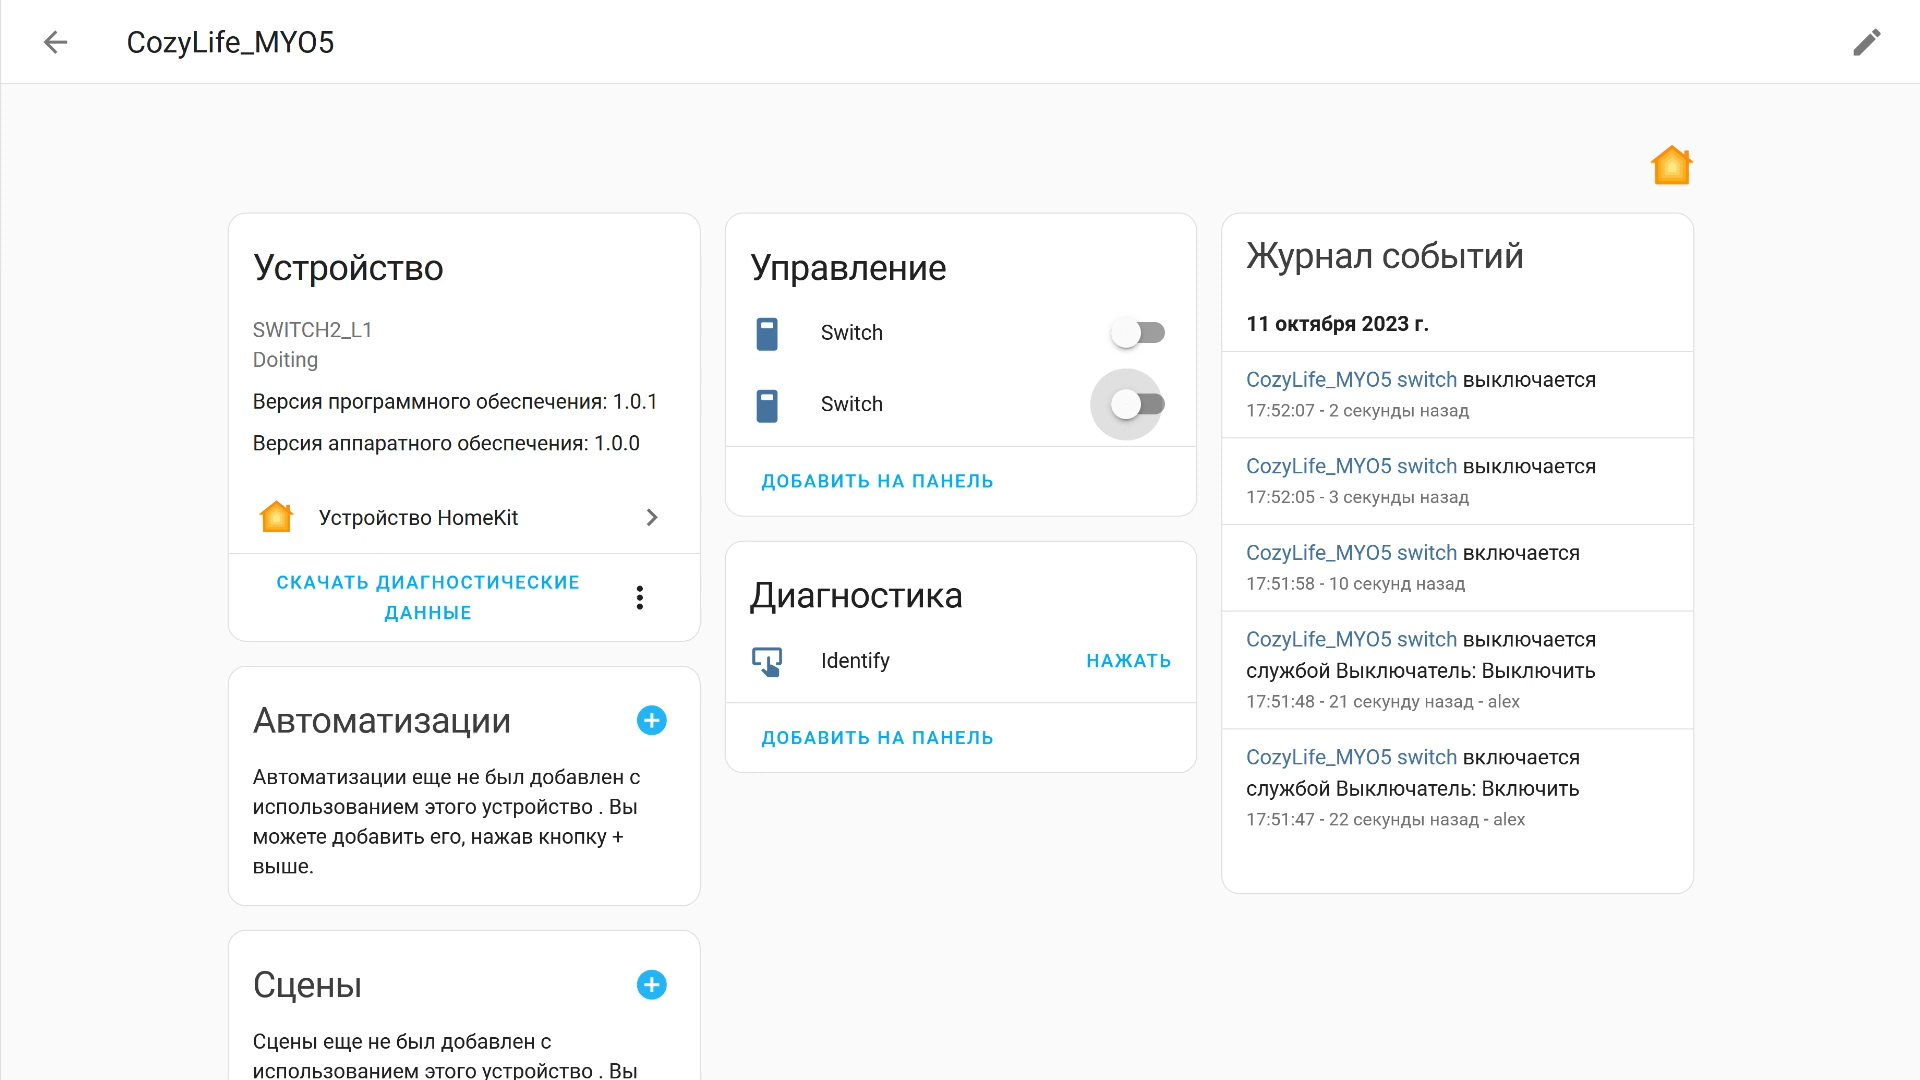 CozyLife_MYO5
Устройство
SWITCH2_L1
Doiting
Версия программного обеспечения: 1.0.1
Версия аппаратного обеспечения: 1.0.0
Устройство HomeKit
СКАЧАТЬ ДИАГНОСТИЧЕСКИЕ
ДАННЫЕ
Автоматизации
Автоматизации еще не был добавлен с
использованием этого устройство . Вы
можете добавить его, нажав кнопку +
выше.
Сцены
Сцены еще не был добавлен с
использованием этого устройство . Вы
Управление
Switch
Switch
ДОБАВИТЬ НА ПАНЕЛЬ
Диагностика
Identify НАЖАТЬ
ДОБАВИТЬ НА ПАНЕЛЬ
Журнал событий
11 октября 2023 г.
CozyLife_MYO5 switch выключается
17:52:07 - 2 секунды назад
CozyLife_MYO5 switch выключается
17:52:05 - 3 секунды назад
CozyLife_MYO5 switch включается
17:51:58 - 10 секунд назад
CozyLife_MYO5 switch выключается
службой Выключатель: Выключить
17:51:48 - 21 секунду назад - alex
CozyLife_MYO5 switch включается
службой Выключатель: Включить
17:51:47 - 22 секунды назад - alex